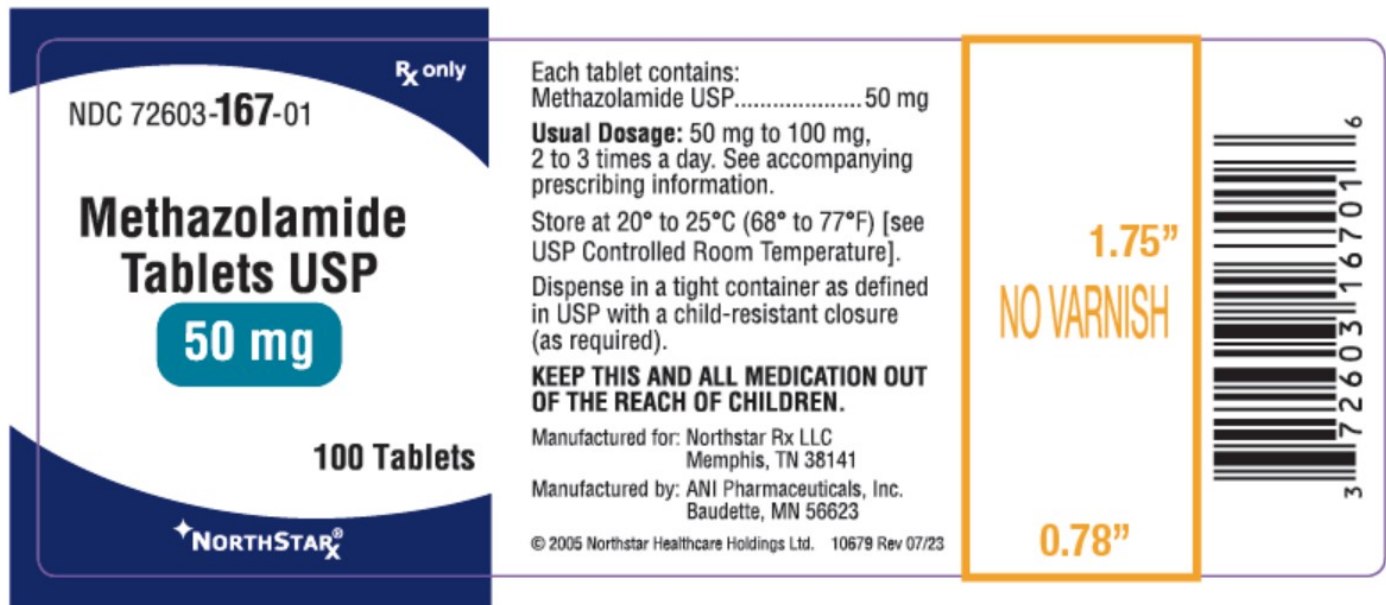 Rx only
NDC 72603-167-01
Methazolamide
Tablets USP
50 mg
100 Tablets
NORTHSTARx®
Each tablet contains:
Methazolamide USP.....................50 mg
Usual Dosage: 50 mg to 100 mg,
2 to 3 times a day. See accompanying
prescribing information.
Store at 20° to 25°C (68° to 77°F) [see
USP Controlled Room Temperature].
Dispense in a tight container as defined
in USP with a child-resistant closure
(as required).
KEEP THIS AND ALL MEDICATION OUT
OF THE REACH OF CHILDREN.
Manufactured for: Northstar Rx LLC
Memphis, TN 38141
Manufactured by: ANI Pharmaceuticals, Inc.
Baudette, MN 56623
© 2005 Northstar Healthcare Holdings Ltd. 10679 Rev 07/23
1.75”
NO VARNISH
0.78”
3 72603 16701 6